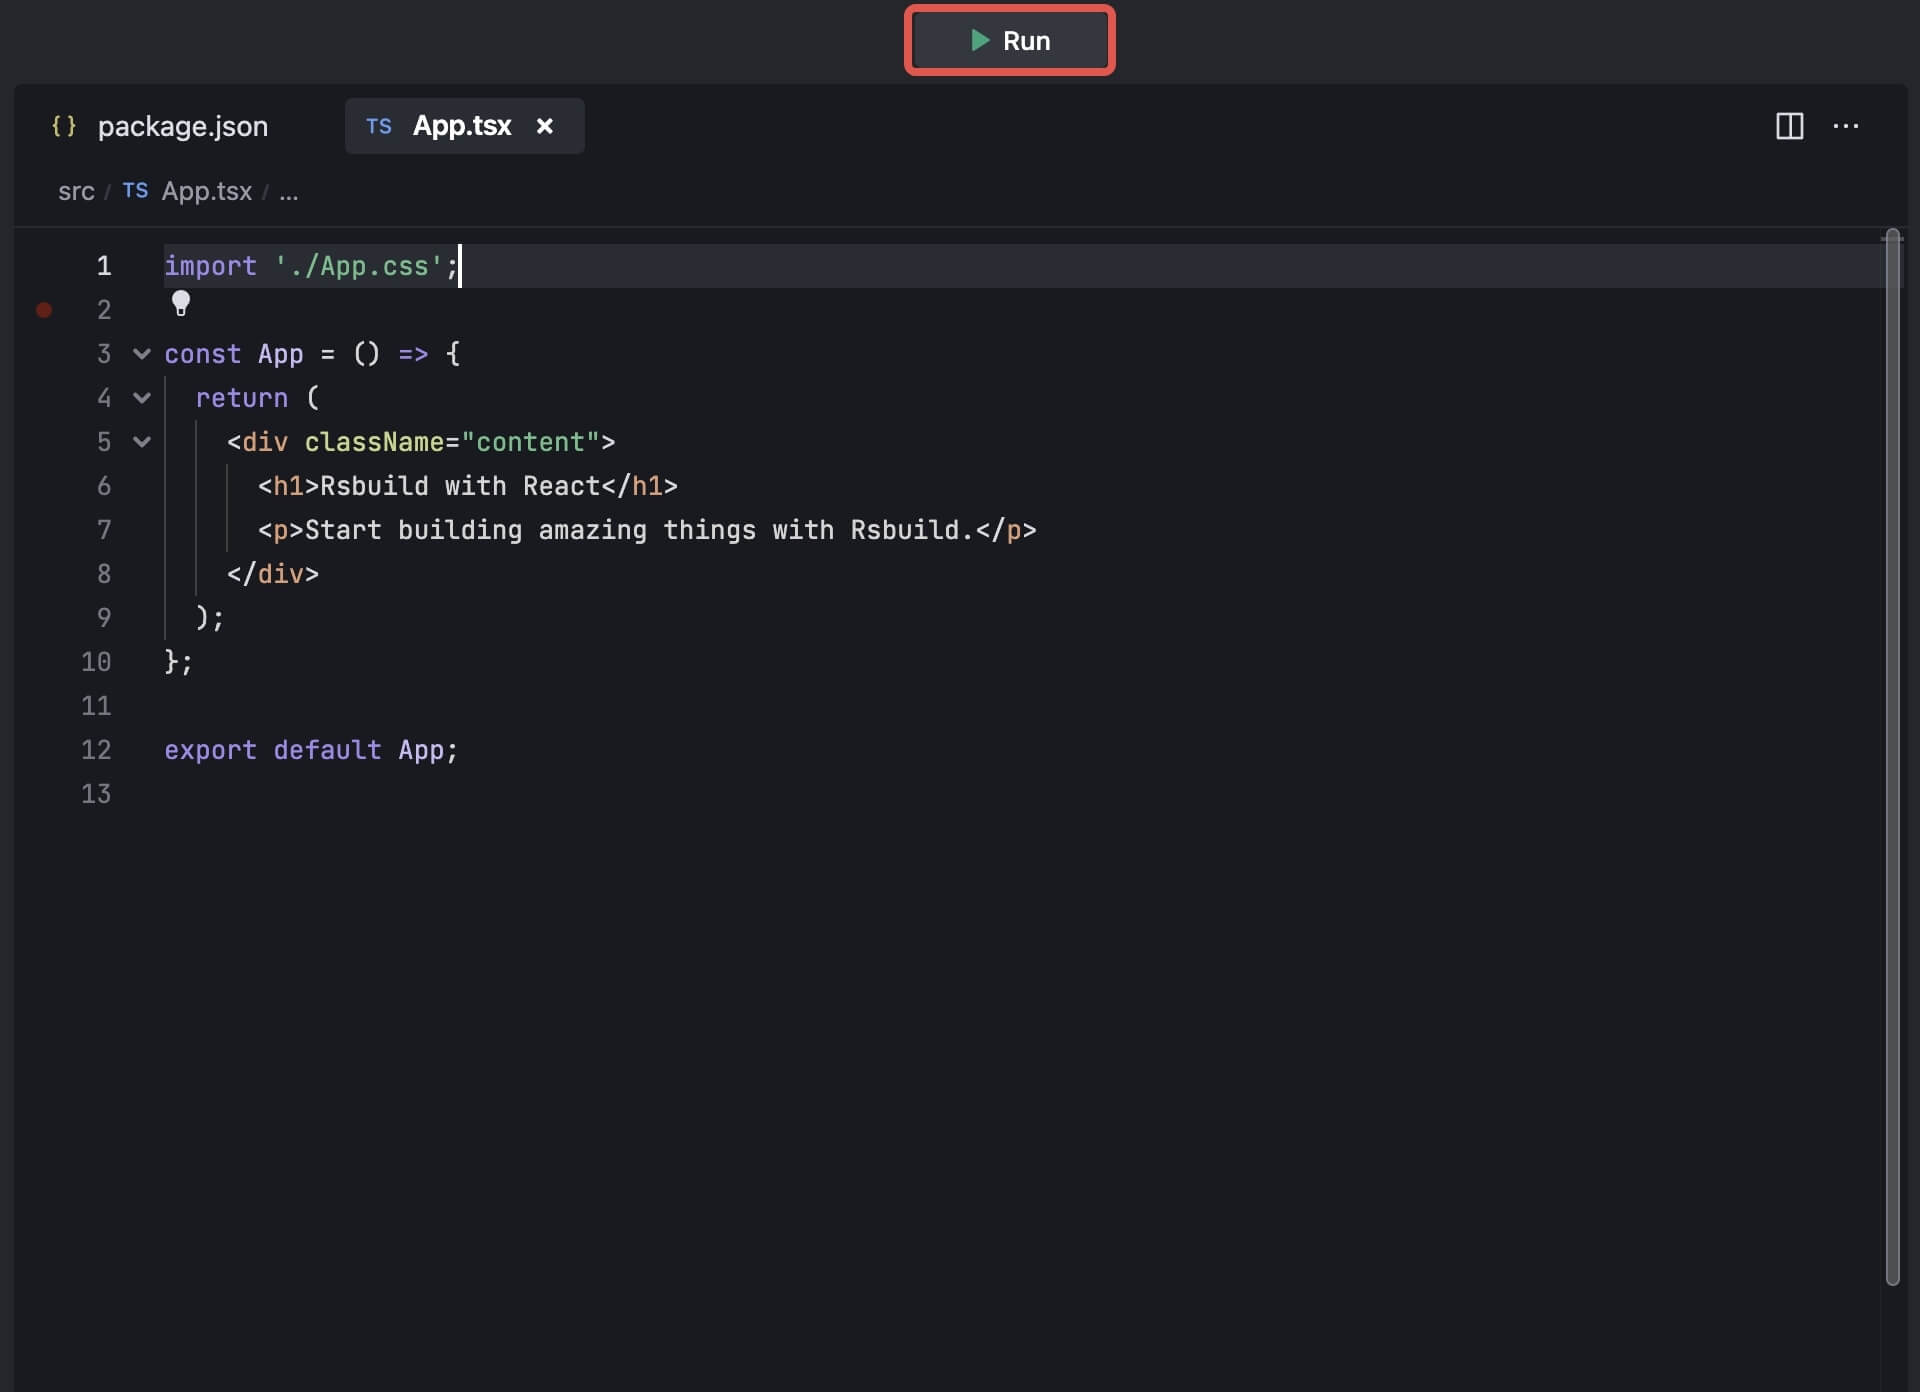 Run
{ } package.json TS App.tsx
src / TS App.tsx / ...
1 import './App.css';
2
3 const App = () => {
4   return (
5     <div className="content">
6       <h1>Rsbuild with React</h1>
7       <p>Start building amazing things with Rsbuild.</p>
8     </div>
9   );
10 };
11
12 export default App;
13